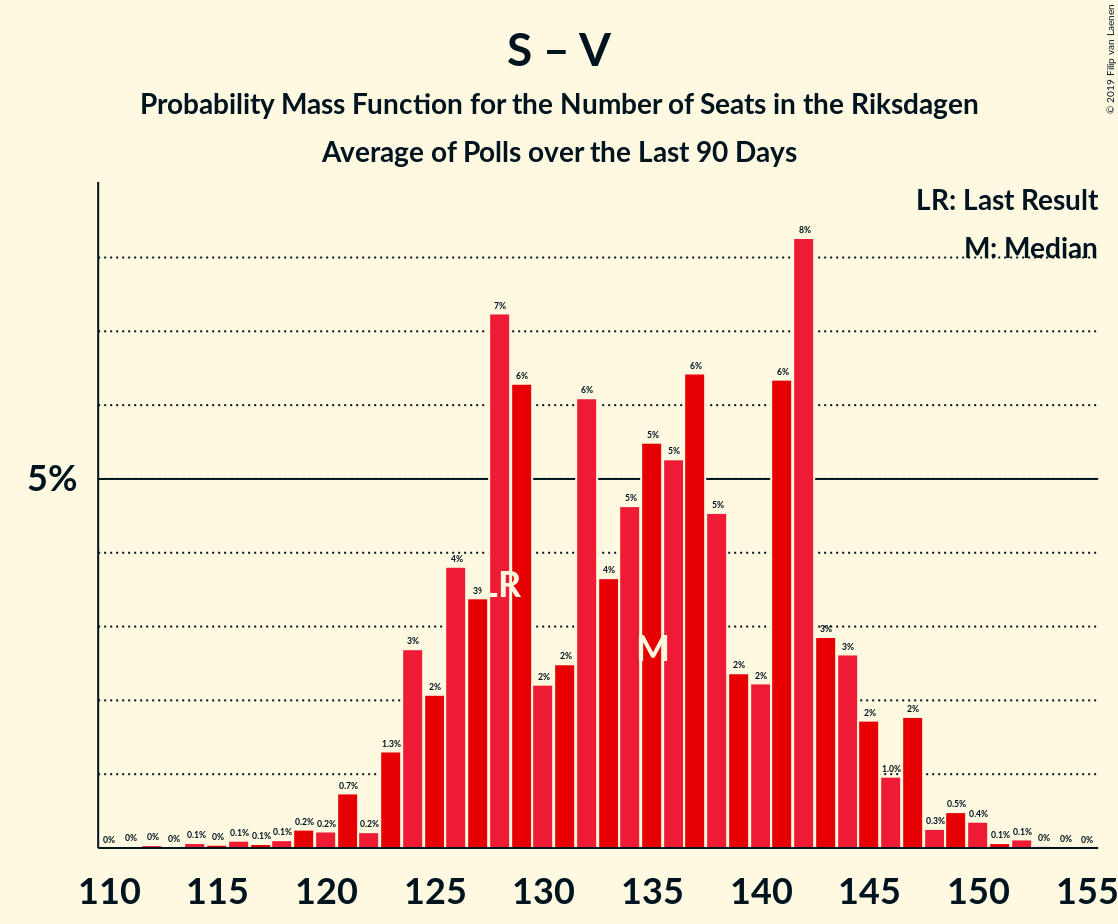 S – V
Probability Mass Function for the Number of Seats in the Riksdagen
Average of Polls over the Last 90 Days
© 2019 Filip van Laenen
LR: Last Result
M: Median
5%
0% 0% 0% 0% 0.1% 0% 0.1% 0.1% 0.1% 0.2% 0.2% 0.7% 0.2% 1.3% 3% 2% 4% 3% 7% 6% 2% 2% 6% 4% 5% 5% 5% 6% 5% 2% 2% 6% 8% 3% 3% 2% 1.0% 2% 0.3% 0.5% 0.4% 0.1% 0.1% 0% 0% 0%
LR
M
110 115 120 125 130 135 140 145 150 155